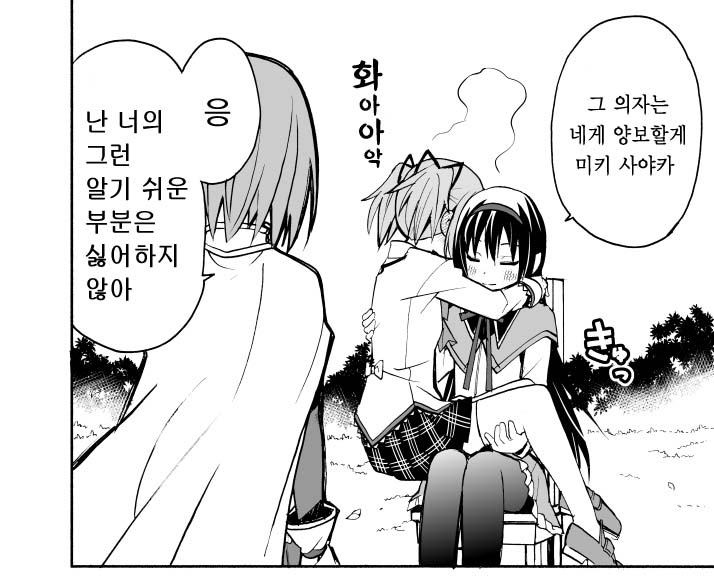 그 의자는
네게 양보할게
미키 사야카
화아아악
きゅっ
응
난 너의
그런
알기 쉬운
부분은
싫어하지
않아